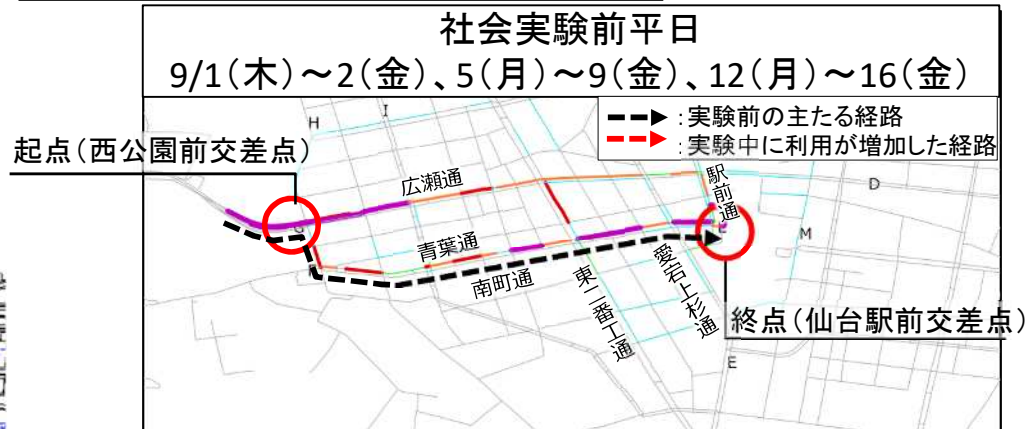 社会実験前平日
9/1(木)～2(金)、5(月)～9(金)、12(月)～16(金)
:実験前の主たる経路
:実験中に利用が増加した経路
起点(西公園前交差点)
H
I
広瀬通
駅前通
D
G
青葉通
M
南町通
東二番工通
愛宕上杉通
終点(仙台駅前交差点)
E